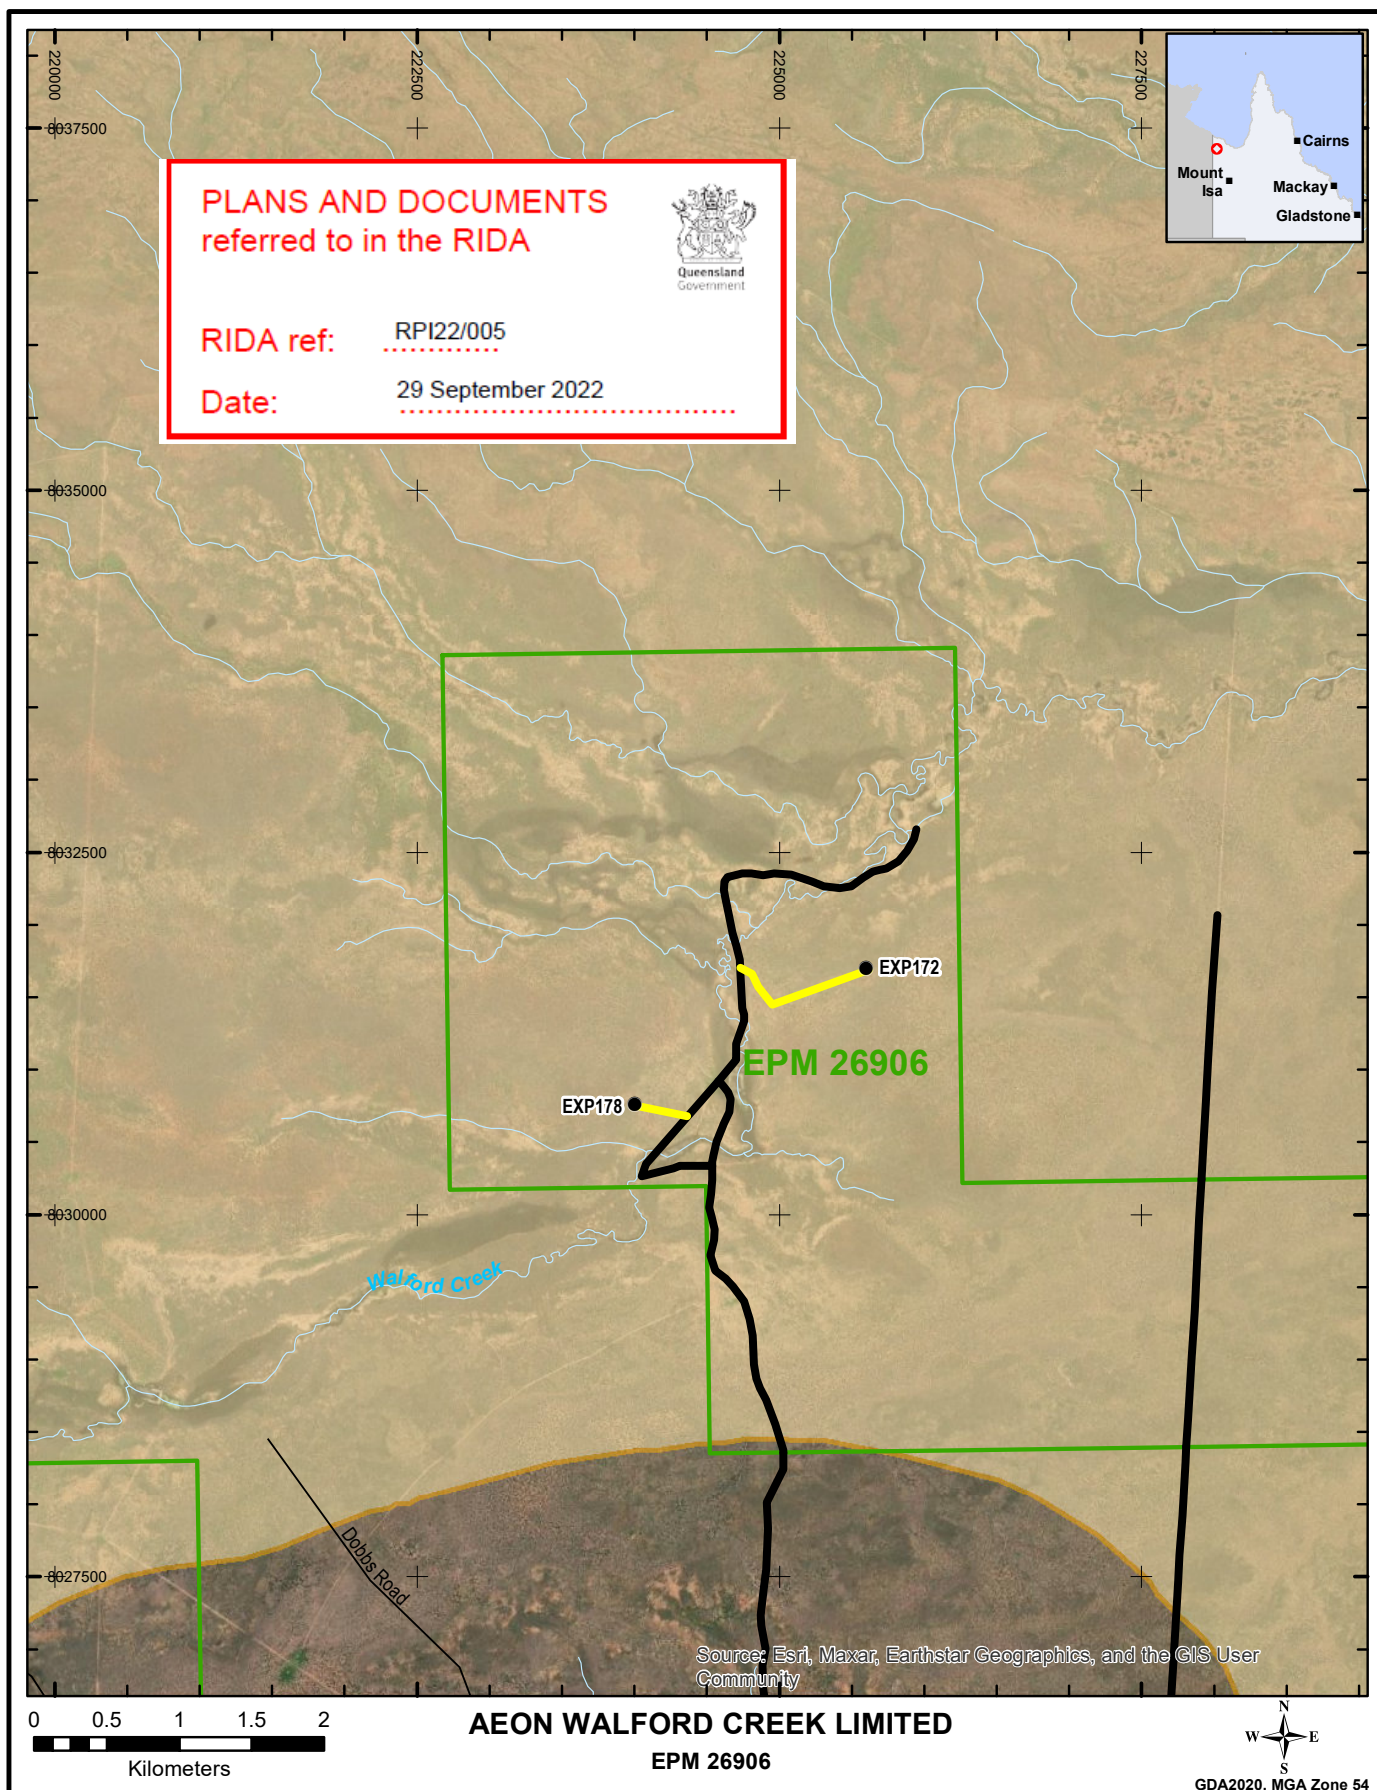 220000
222500
225000
227500
8037500
8035000
8032500
8030000
8027500
Cairns
Mount
Isa
Mackay
Gladstone
PLANS AND DOCUMENTS
referred to in the RIDA
Queensland
Government
RIDA ref: RPI22/005
Date: 29 September 2022
EXP172
EPM 26906
EXP178
Walford Creek
Dobbs Road
Source: Esri, Maxar, Earthstar Geographics, and the GIS User
Community
0 0.5 1 1.5 2
Kilometers
AEON WALFORD CREEK LIMITED
EPM 26906
N
W E
S
GDA2020, MGA Zone 54